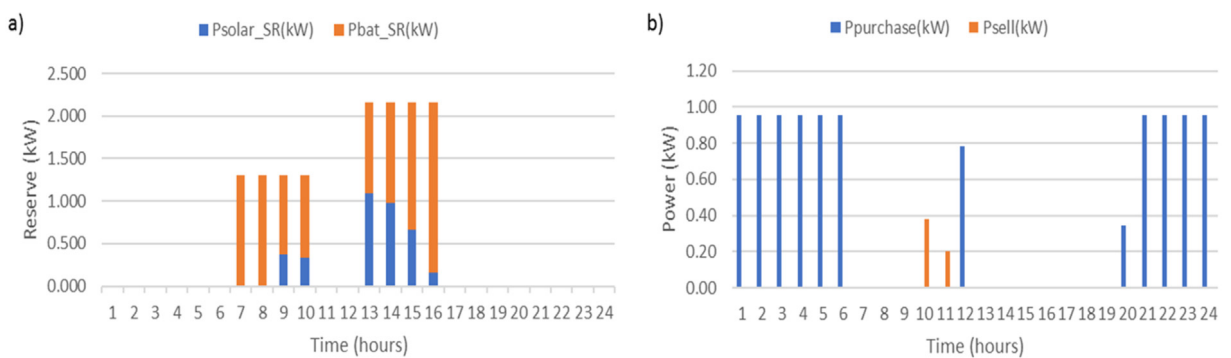 a)
Psolar_SR(kW) Pbat_SR(kW)
2.500
2.000
1.500
1.000
0.500
0.000
Reserve (kW)
1 2 3 4 5 6 7 8 9 10 11 12 13 14 15 16 17 18 19 20 21 22 23 24
Time (hours)
b)
Ppurchase(kW) Psell(kW)
1.20
1.00
0.80
0.60
0.40
0.20
0.00
Power (kW)
1 2 3 4 5 6 7 8 9 10 11 12 13 14 15 16 17 18 19 20 21 22 23 24
Time (hours)